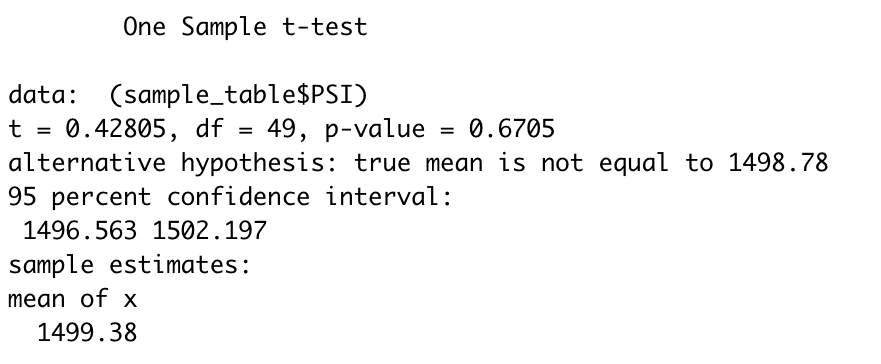 One Sample t-test
data: (sample_table$PSI)
t = 0.42805, df = 49, p-value = 0.6705
alternative hypothesis: true mean is not equal to 1498.78
95 percent confidence interval:
1496.563 1502.197
sample estimates:
mean of x
1499.38